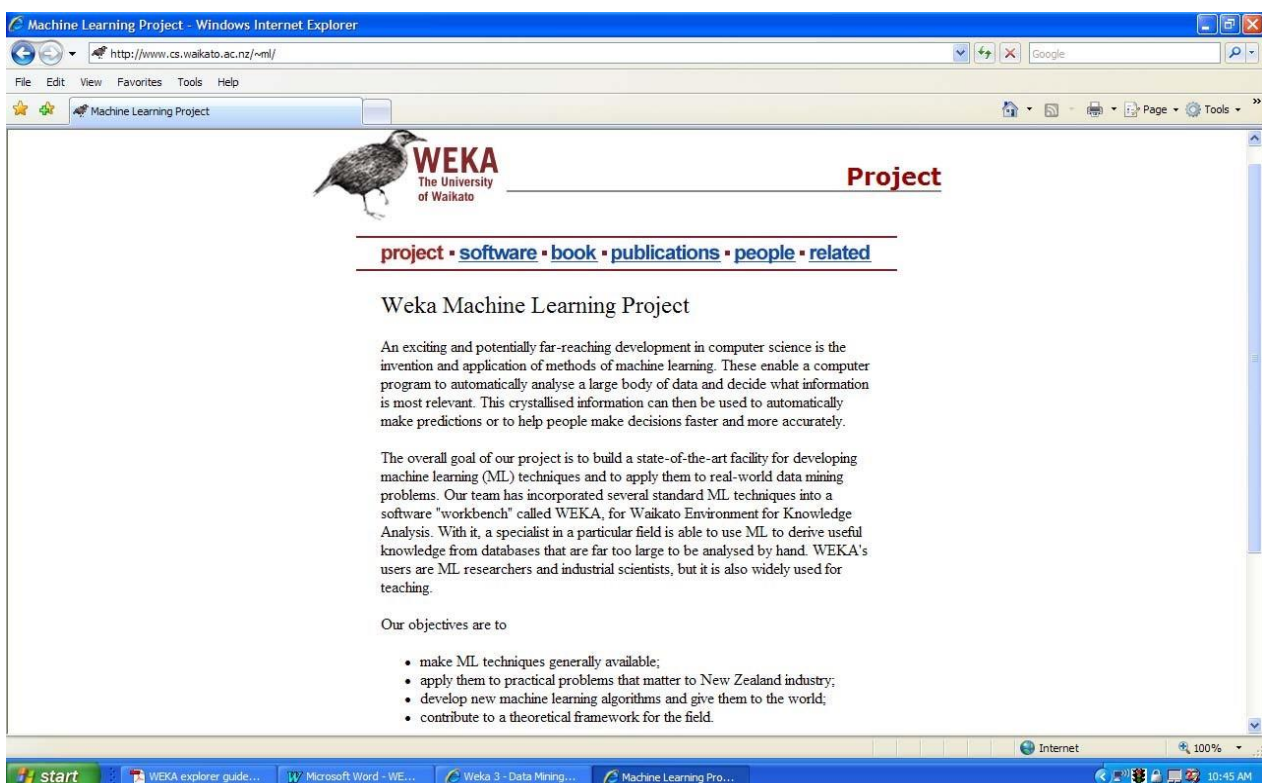 Machine Learning Project - Windows Internet Explorer
http://www.cs.waikato.ac.nz/~ml/
Google
File Edit View Favorites Tools Help
Machine Learning Project
Page Tools
WEKA
The University
of Waikato
Project
project software book publications people related
Weka Machine Learning Project
An exciting and potentially far-reaching development in computer science is the
invention and application of methods of machine learning. These enable a computer
program to automatically analyse a large body of data and decide what information
is most relevant. This crystallised information can then be used to automatically
make predictions or to help people make decisions faster and more accurately.
The overall goal of our project is to build a state-of-the-art facility for developing
machine learning (ML) techniques and to apply them to real-world data mining
problems. Our team has incorporated several standard ML techniques into a
software "workbench" called WEKA, for Waikato Environment for Knowledge
Analysis. With it, a specialist in a particular field is able to use ML to derive useful
knowledge from databases that are far too large to be analysed by hand. WEKA's
users are ML researchers and industrial scientists, but it is also widely used for
teaching.
Our objectives are to
• make ML techniques generally available;
• apply them to practical problems that matter to New Zealand industry;
• develop new machine learning algorithms and give them to the world;
• contribute to a theoretical framework for the field.
Internet 100%
start WEKA explorer guide... Microsoft Word - WE... Weka 3 - Data Mining... Machine Learning Pro... 10:45 AM